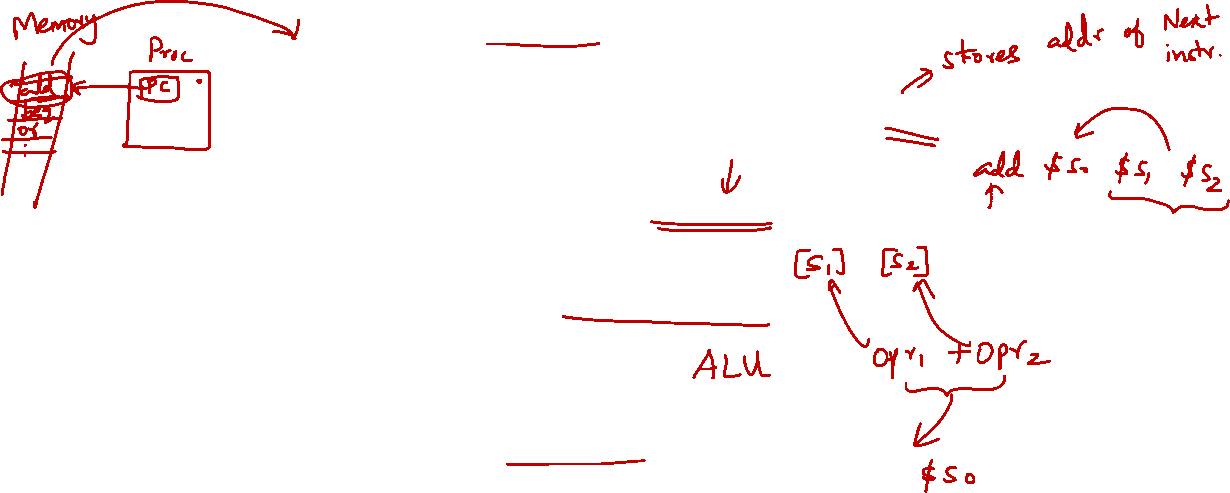 Memory
Proc
PC
add
beq
or
stores addr of Next
instr.
add $s0 $s1 $s2
[s1] [s2]
opr1 + opr2
ALU
$s0